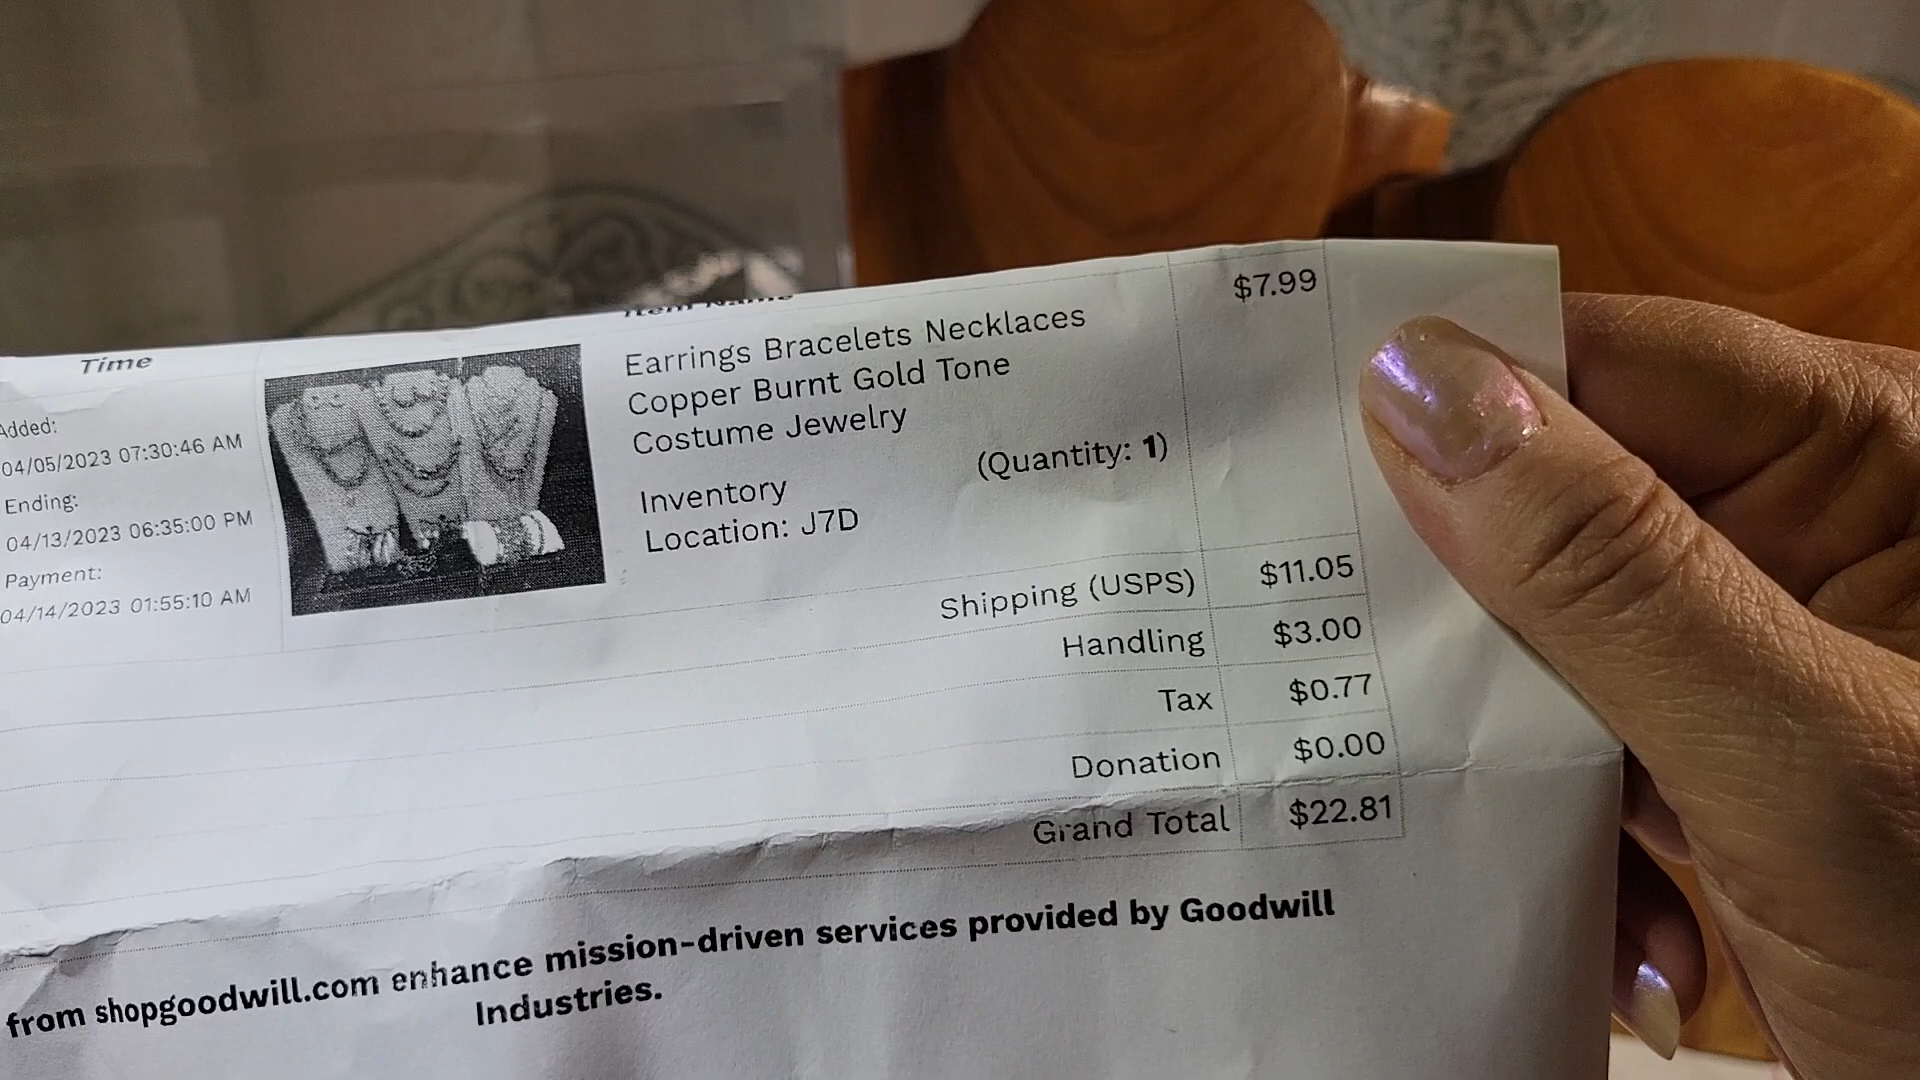 Time
Item Name
Added:
04/05/2023 07:30:46 AM
Ending:
04/13/2023 06:35:00 PM
Payment:
04/14/2023 01:55:10 AM
Earrings Bracelets Necklaces
Copper Burnt Gold Tone
Costume Jewelry
(Quantity: 1)
Inventory
Location: J7D
$7.99
Shipping (USPS) $11.05
Handling $3.00
Tax $0.77
Donation $0.00
Grand Total $22.81
from shopgoodwill.com enhance mission-driven services provided by Goodwill
Industries.